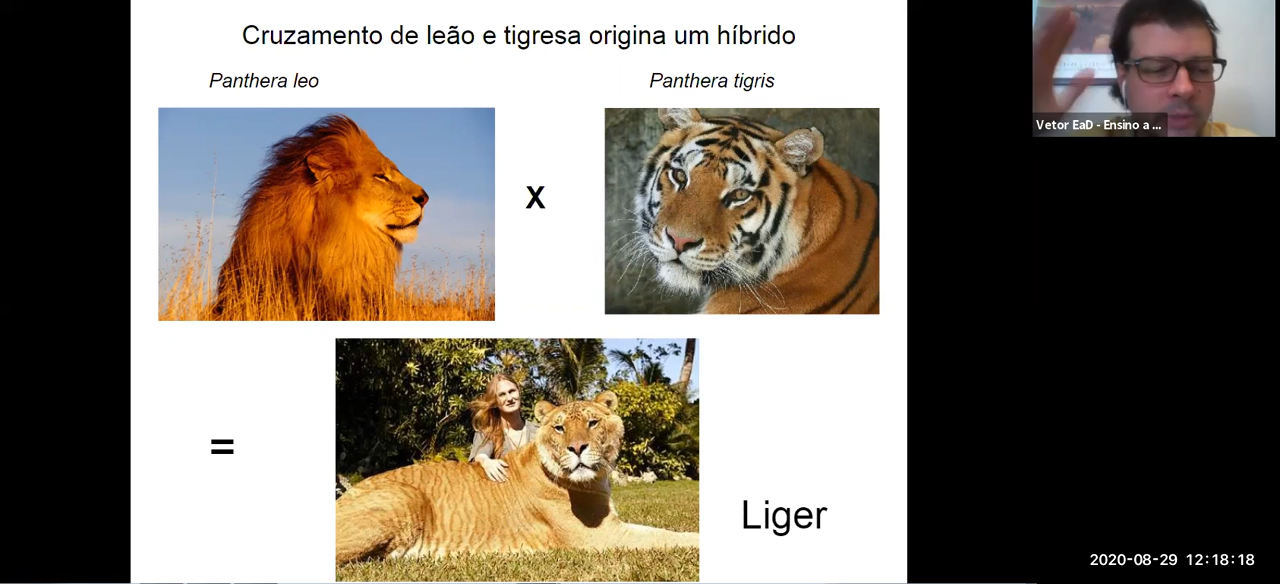 Cruzamento de leão e tigresa origina um híbrido
Panthera leo
Panthera tigris
x
=
Liger
Vetor EaD - Ensino a ...
2020-08-29 12:18:18